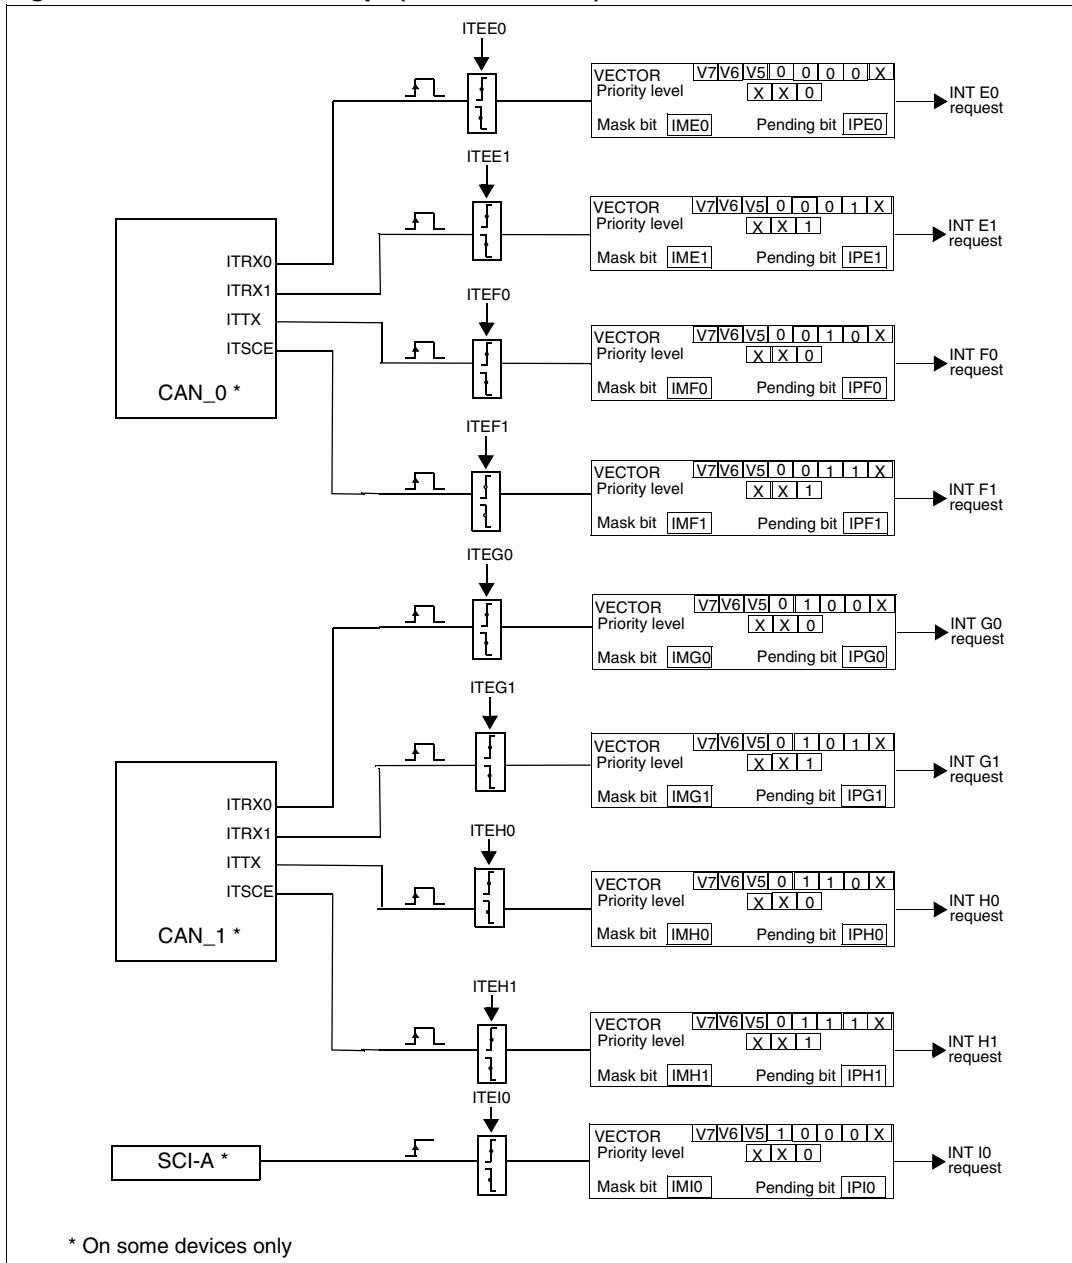 ITEE0
VECTOR V7 V6 V5 0 0 0 0 X
Priority level X X 0
Mask bit IME0 Pending bit IPE0
INT E0
request
ITEE1
VECTOR V7 V6 V5 0 0 0 1 X
Priority level X X 1
Mask bit IME1 Pending bit IPE1
INT E1
request
ITRX0
ITRX1
ITTX
ITSCE
CAN_0 *
ITEF0
VECTOR V7 V6 V5 0 0 1 0 X
Priority level X X 0
Mask bit IMF0 Pending bit IPF0
INT F0
request
ITEF1
VECTOR V7 V6 V5 0 0 1 1 X
Priority level X X 1
Mask bit IMF1 Pending bit IPF1
INT F1
request
ITEG0
VECTOR V7 V6 V5 0 1 0 0 X
Priority level X X 0
Mask bit IMG0 Pending bit IPG0
INT G0
request
ITEG1
VECTOR V7 V6 V5 0 1 0 1 X
Priority level X X 1
Mask bit IMG1 Pending bit IPG1
INT G1
request
ITRX0
ITRX1
ITTX
ITSCE
CAN_1 *
ITEH0
VECTOR V7 V6 V5 0 1 1 0 X
Priority level X X 0
Mask bit IMH0 Pending bit IPH0
INT H0
request
ITEH1
VECTOR V7 V6 V5 0 1 1 1 X
Priority level X X 1
Mask bit IMH1 Pending bit IPH1
INT H1
request
ITEI0
SCI-A *
VECTOR V7 V6 V5 1 0 0 0 X
Priority level X X 0
Mask bit IMI0 Pending bit IPI0
INT I0
request
* On some devices only